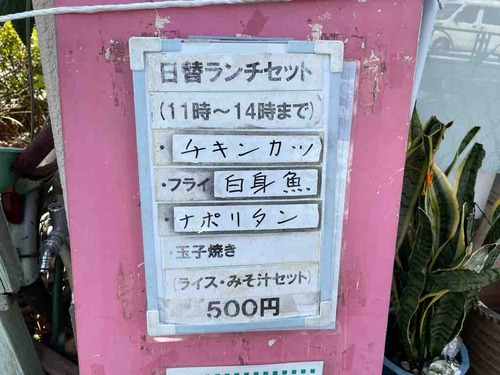 日替ランチセット
(11時～14時まで)
・チキンカツ
・フライ 白身魚
・ナポリタン
・玉子焼き
(ライス・みそ汁セット)
500円